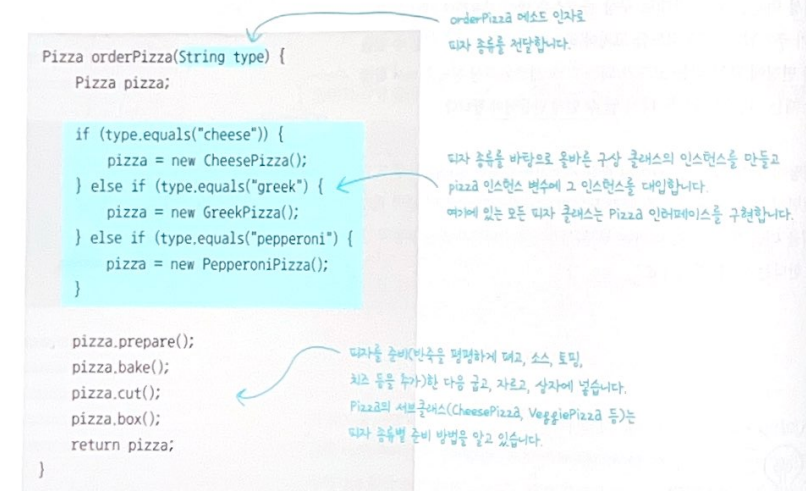 orderPizza 메소드 인자로
피자 종류를 전달합니다.
Pizza orderPizza(String type) {
Pizza pizza;
if (type.equals("cheese")) {
pizza = new CheesePizza();
} else if (type.equals("greek") {
pizza = new GreekPizza();
} else if (type.equals("pepperoni") {
pizza = new PepperoniPizza();
}
피자 종류를 바탕으로 올바른 구상 클래스의 인스턴스를 만들고
pizza 인스턴스 변수에 그 인스턴스를 대입합니다.
여기에 있는 모든 피자 클래스는 Pizza 인터페이스를 구현합니다.
pizza.prepare();
pizza.bake();
pizza.cut();
pizza.box();
return pizza;
}
피자를 준비(반죽을 평평하게 펴고, 소스, 토핑,
치즈 등을 추가)한 다음 굽고, 자르고, 상자에 넣습니다.
Pizza의 서브클래스(CheesePizza, VeggiePizza 등)는
피자 종류별 준비 방법을 알고 있습니다.